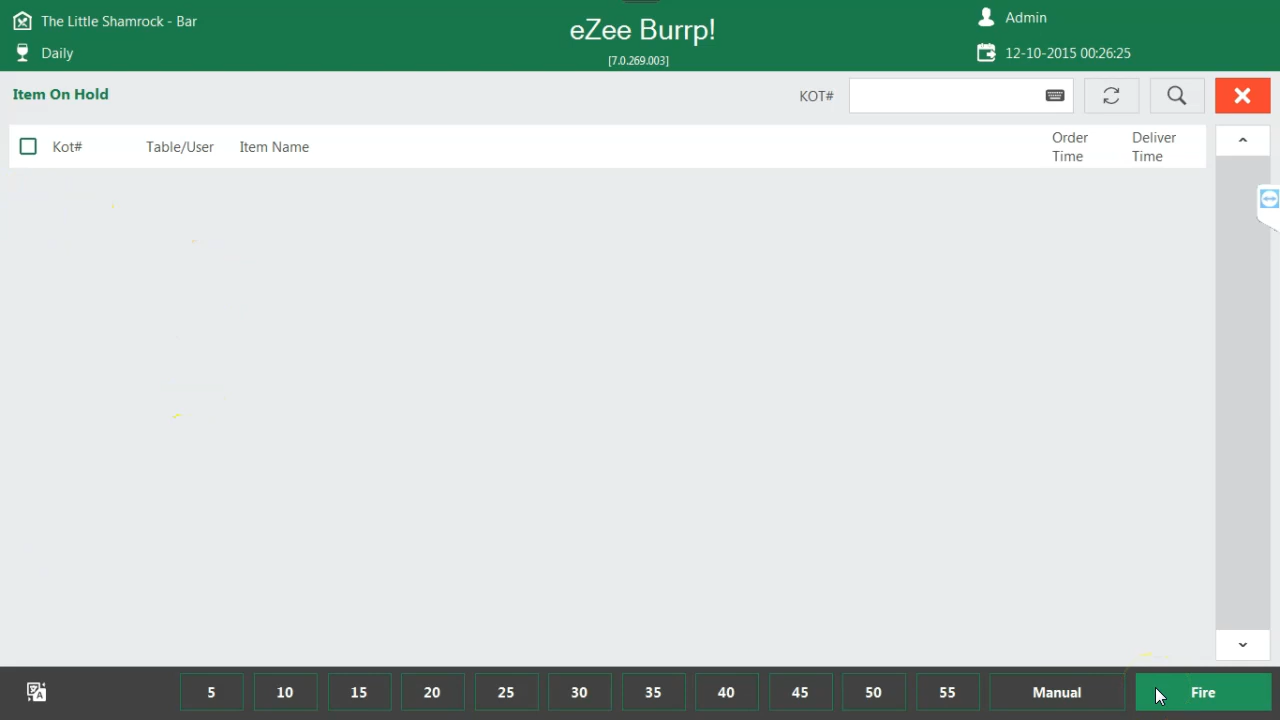 The Little Shamrock - Bar
Daily
eZee Burrp!
[7.0.269.003]
Admin
12-10-2015 00:26:25
Item On Hold
KOT#
Kot#
Table/User
Item Name
Order
Time
Deliver
Time
5
10
15
20
25
30
35
40
45
50
55
Manual
Fire